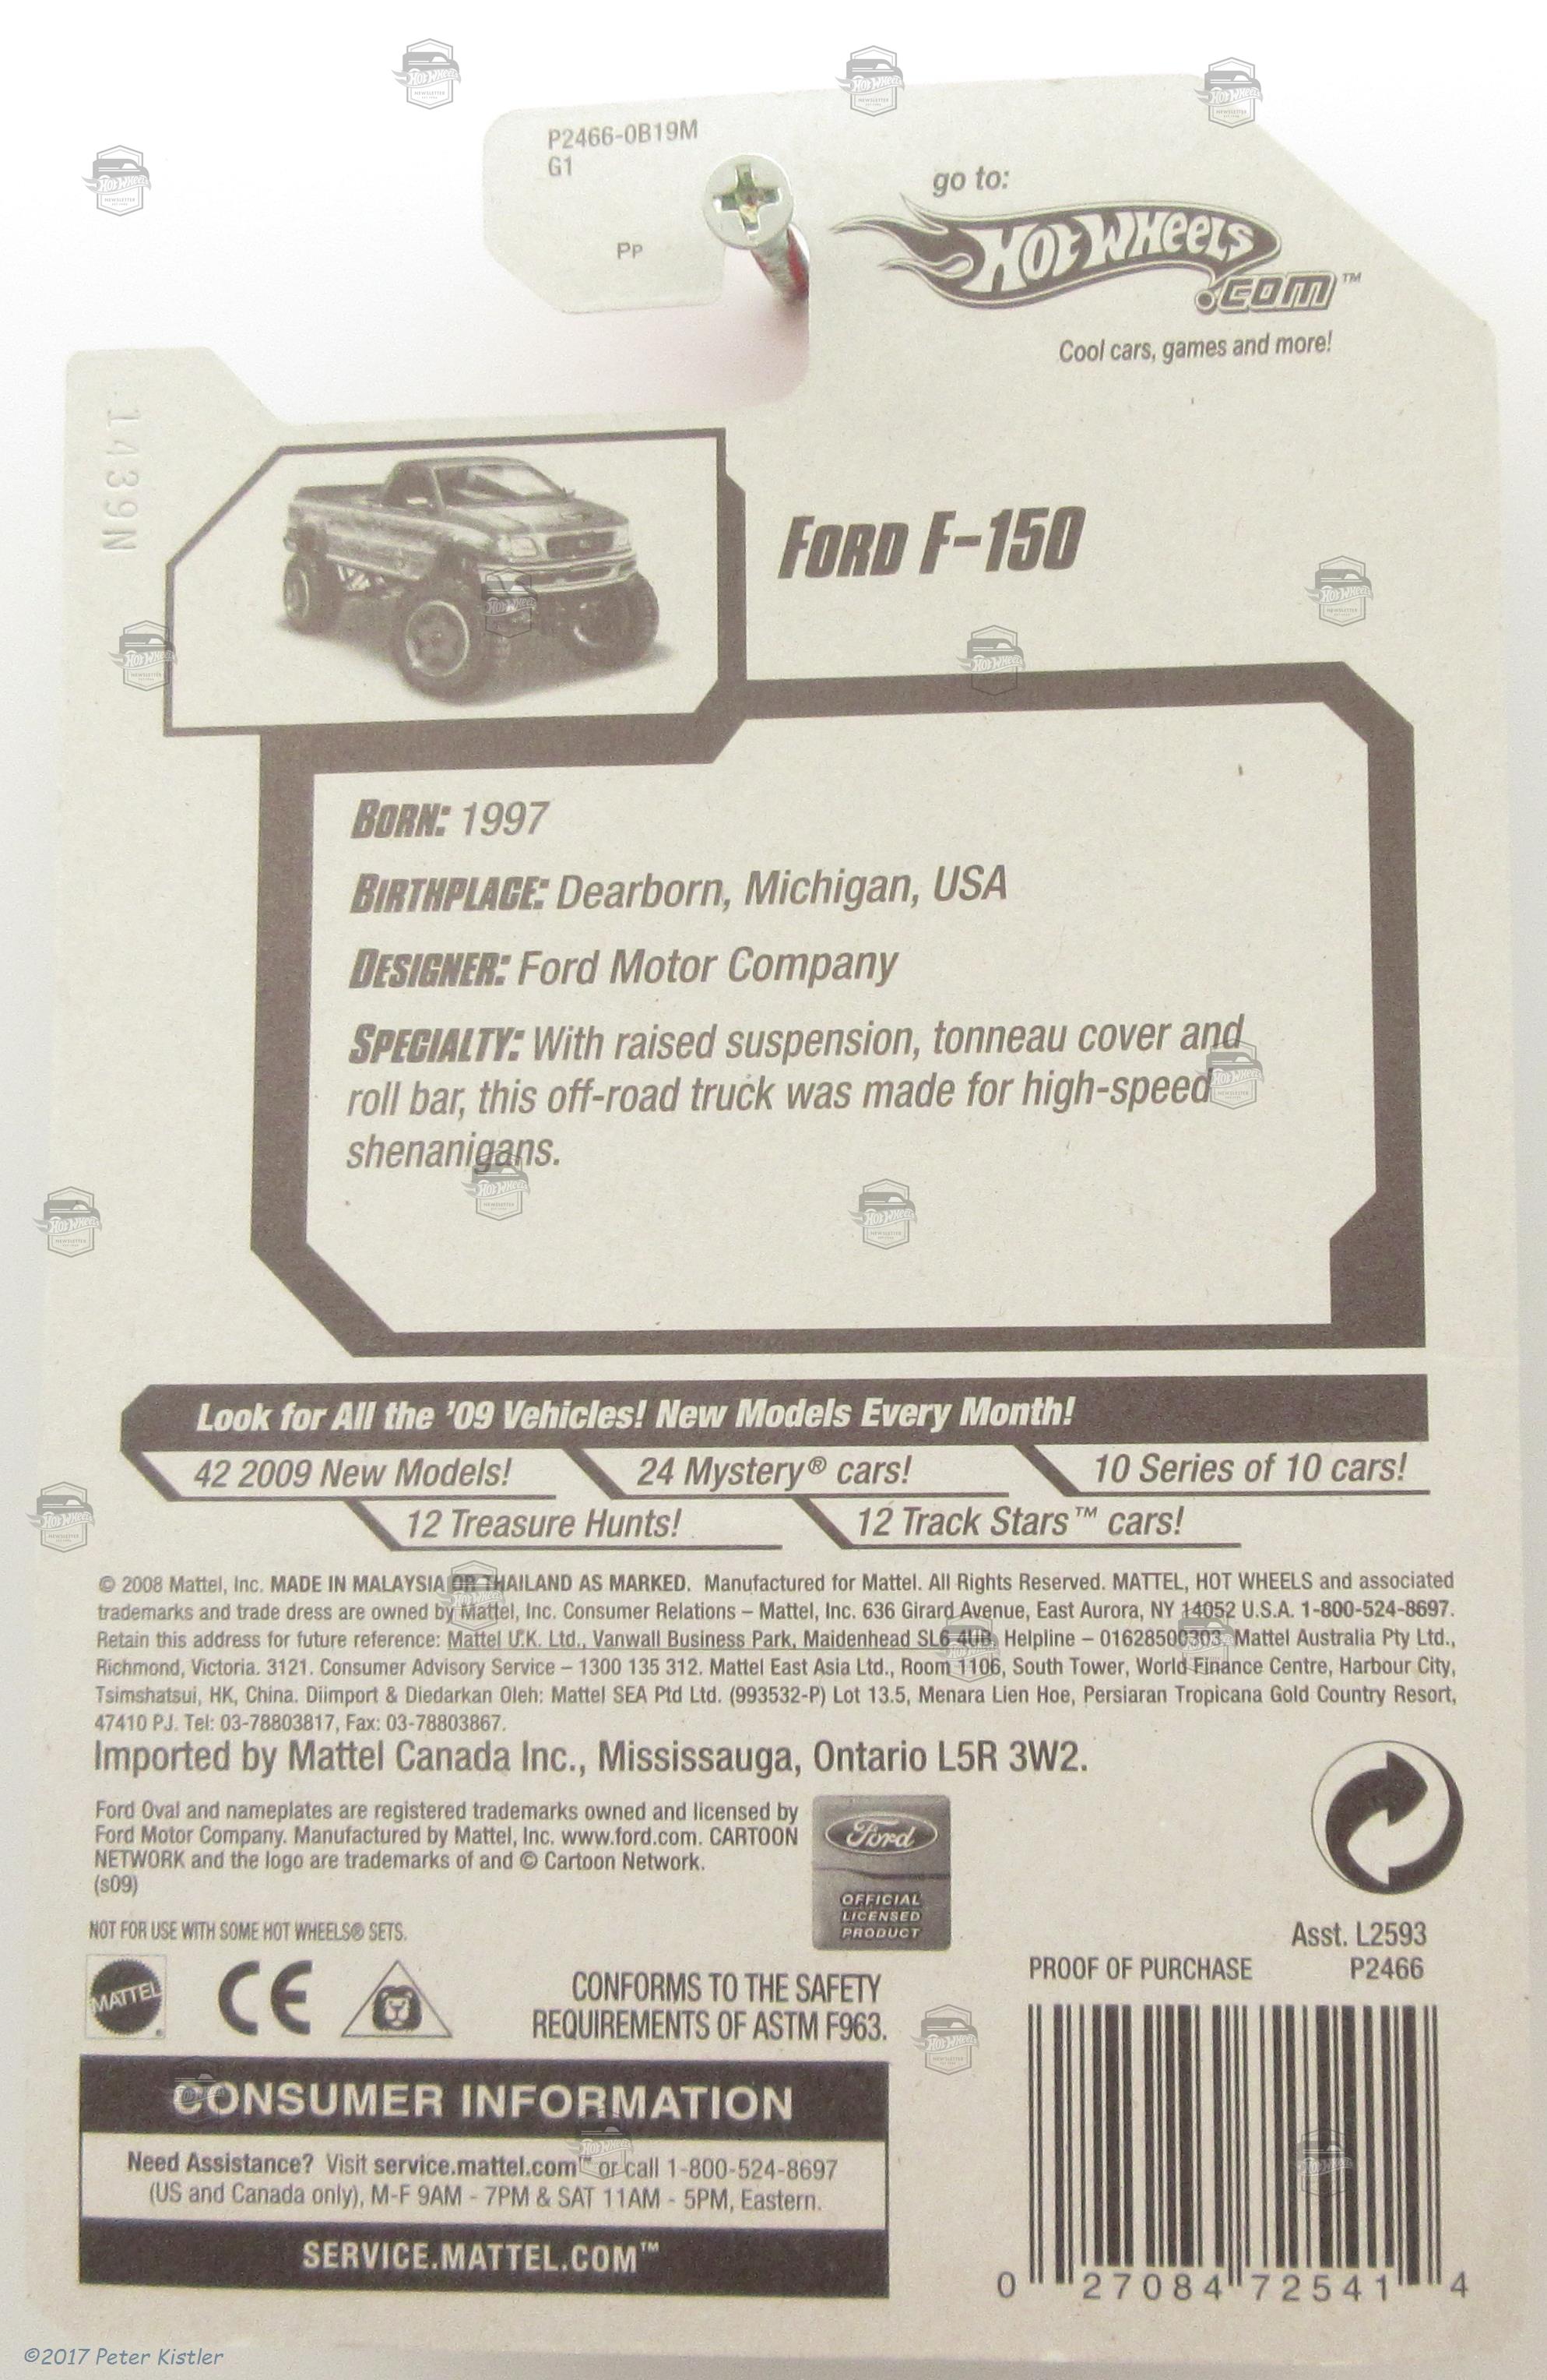 P2466-0B19M
G1
Pp
go to:
Hot Wheels
.com™
Cool cars, games and more!
1439N
FORD F-150
BORN: 1997
BIRTHPLACE: Dearborn, Michigan, USA
DESIGNER: Ford Motor Company
SPECIALTY: With raised suspension, tonneau cover and
roll bar, this off-road truck was made for high-speed
shenanigans.
Look for All the '09 Vehicles! New Models Every Month!
42 2009 New Models!
24 Mystery® cars!
10 Series of 10 cars!
12 Treasure Hunts!
12 Track Stars™ cars!
© 2008 Mattel, Inc. MADE IN MALAYSIA OR THAILAND AS MARKED. Manufactured for Mattel. All Rights Reserved. MATTEL, HOT WHEELS and associated
trademarks and trade dress are owned by Mattel, Inc. Consumer Relations – Mattel, Inc. 636 Girard Avenue, East Aurora, NY 14052 U.S.A. 1-800-524-8697.
Retain this address for future reference: Mattel U.K. Ltd., Vanwall Business Park, Maidenhead SL6 4UB. Helpline – 01628500303. Mattel Australia Pty Ltd.,
Richmond, Victoria. 3121. Consumer Advisory Service – 1300 135 312. Mattel East Asia Ltd., Room 1106, South Tower, World Finance Centre, Harbour City,
Tsimshatsui, HK, China. Diimport & Diedarkan Oleh: Mattel SEA Ptd Ltd. (993532-P) Lot 13.5, Menara Lien Hoe, Persiaran Tropicana Gold Country Resort,
47410 PJ. Tel: 03-78803817, Fax: 03-78803867.
Imported by Mattel Canada Inc., Mississauga, Ontario L5R 3W2.
Ford Oval and nameplates are registered trademarks owned and licensed by
Ford Motor Company. Manufactured by Mattel, Inc. www.ford.com. CARTOON
NETWORK and the logo are trademarks of and © Cartoon Network.
(s09)
Ford
OFFICIAL
LICENSED
PRODUCT
NOT FOR USE WITH SOME HOT WHEELS® SETS.
MATTEL
CE
CONFORMS TO THE SAFETY
REQUIREMENTS OF ASTM F963.
Asst. L2593
PROOF OF PURCHASE P2466
CONSUMER INFORMATION
Need Assistance? Visit service.mattel.com™ or call 1-800-524-8697
(US and Canada only), M-F 9AM - 7PM & SAT 11AM - 5PM, Eastern.
SERVICE.MATTEL.COM™
0 27084 72541 4
©2017 Peter Kistler